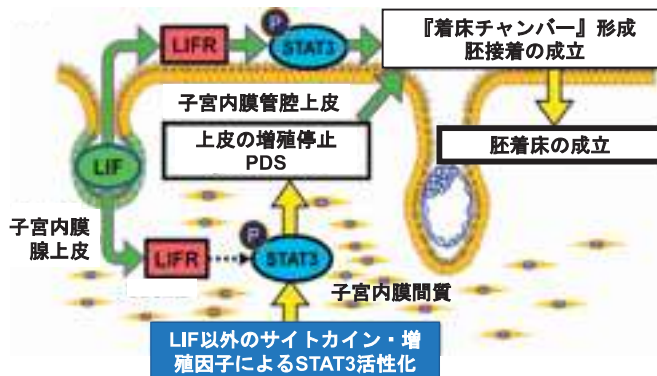 P
LIFR
STAT3
『着床チャンバー』形成
胚接着の成立
子宮内膜管腔上皮
上皮の増殖停止
PDS
胚着床の成立
LIF
子宮内膜
腺上皮
P
LIFR
STAT3
子宮内膜間質
LIF以外のサイトカイン・増
殖因子によるSTAT3活性化